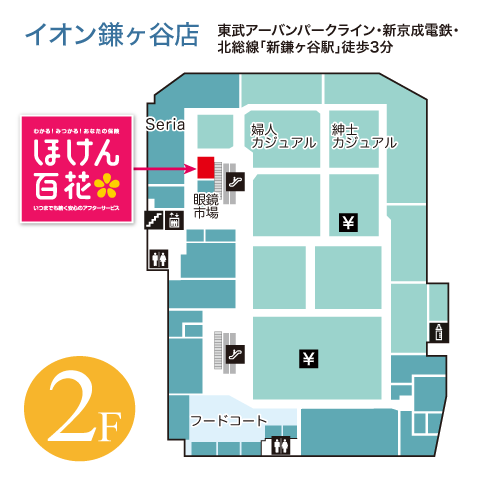 イオン鎌ヶ谷店
東武アーバンパークライン・新京成電鉄・
北総線「新鎌ヶ谷駅」徒歩3分
Seria
わかる!みつかる!あなたの保険
ほけん
百花
いつまでも続く安心のアフターサービス
婦人
カジュアル
紳士
カジュアル
眼鏡
市場
¥
¥
フードコート
2F